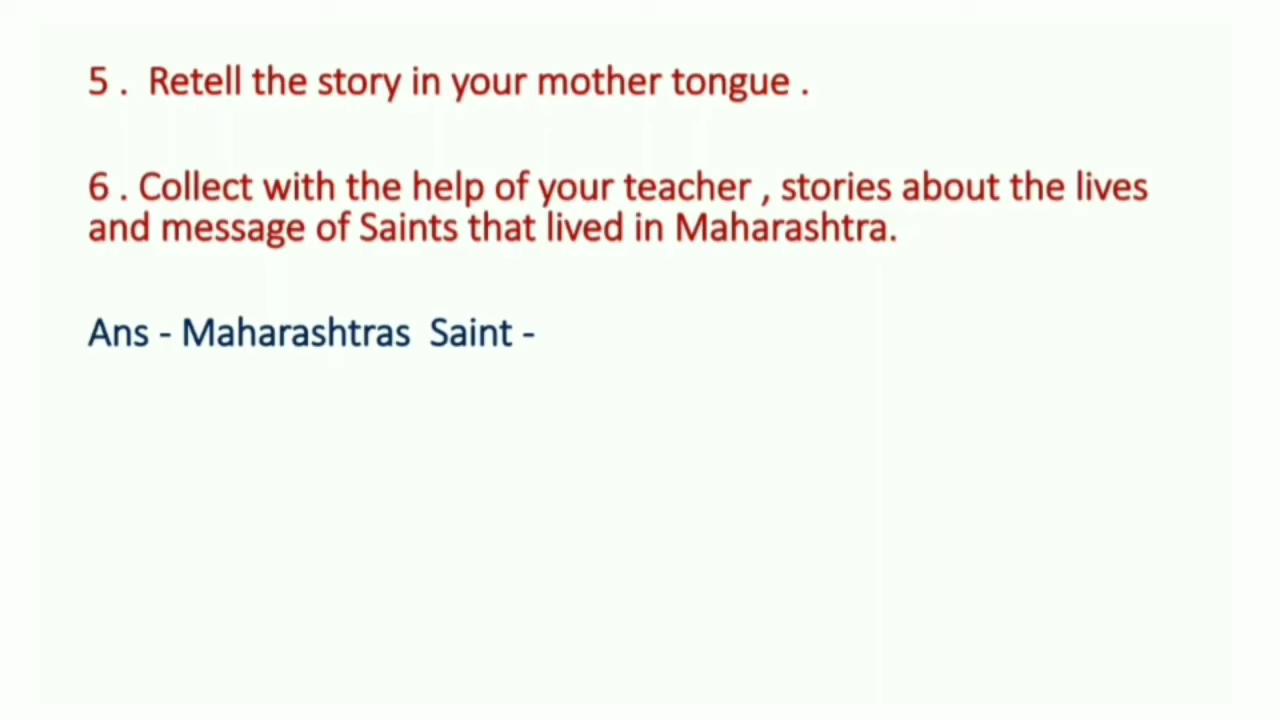 5 .  Retell the story in your mother tongue .
6 . Collect with the help of your teacher , stories about the lives
and message of Saints that lived in Maharashtra.
Ans - Maharashtras  Saint -